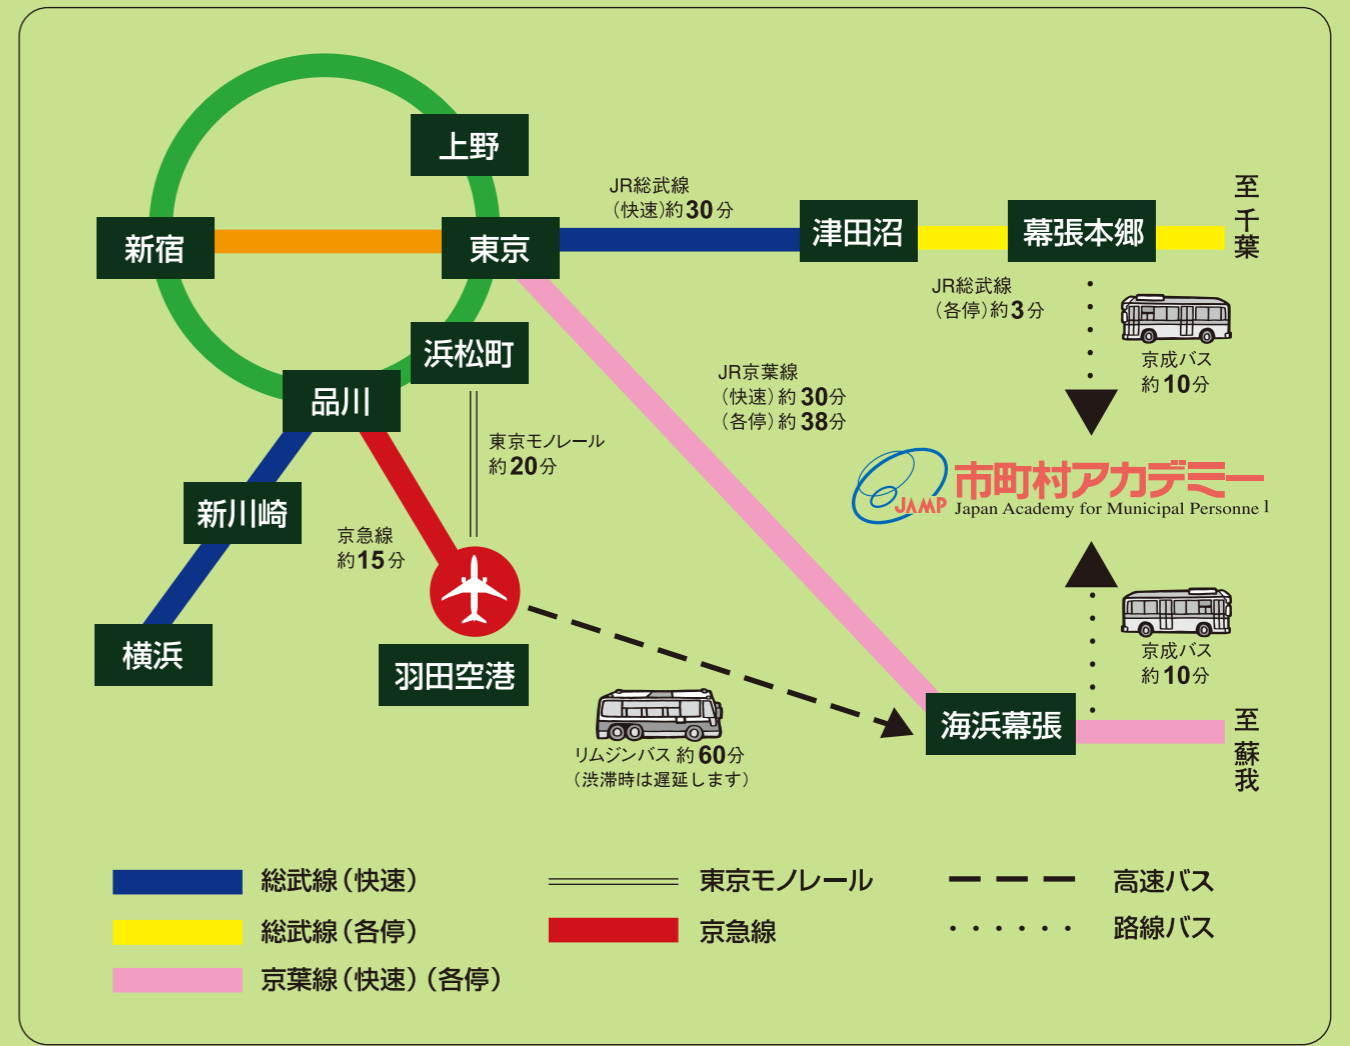 上野
新宿
東京
JR総武線
(快速)約30分
津田沼
幕張本郷
至千葉
JR総武線
(各停)約3分
京成バス
約10分
浜松町
品川
JR京葉線
(快速)約30分
(各停)約38分
東京モノレール
約20分
新川崎
京急線
約15分
JAMP
市町村アカデミー
Japan Academy for Municipal Personnel
横浜
羽田空港
京成バス
約10分
リムジンバス 約60分
(渋滞時は遅延します)
海浜幕張
至蘇我
総武線(快速)
東京モノレール
高速バス
総武線(各停)
京急線
路線バス
京葉線(快速)(各停)